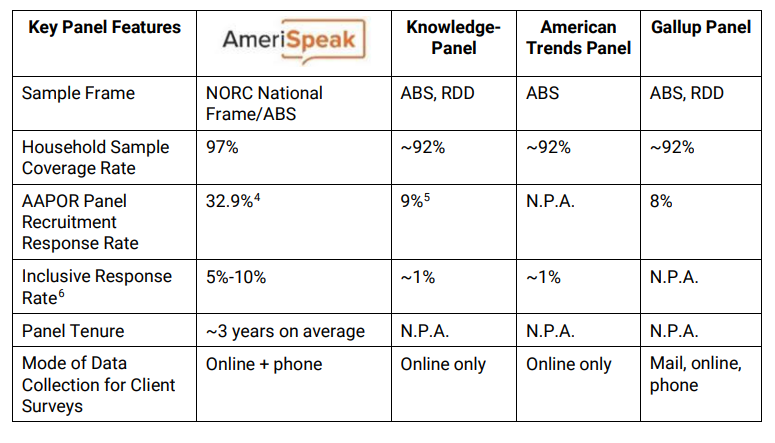 Key Panel Features AmeriSpeak Knowledge-Panel American Trends Panel Gallup Panel
Sample Frame NORC National Frame/ABS ABS, RDD ABS ABS, RDD
Household Sample Coverage Rate 97% ~92% ~92% ~92%
AAPOR Panel Recruitment Response Rate 32.9%4 9%5 N.P.A. 8%
Inclusive Response Rate6 5%-10% ~1% ~1% N.P.A.
Panel Tenure ~3 years on average N.P.A. N.P.A. N.P.A.
Mode of Data Collection for Client Surveys Online + phone Online only Online only Mail, online, phone